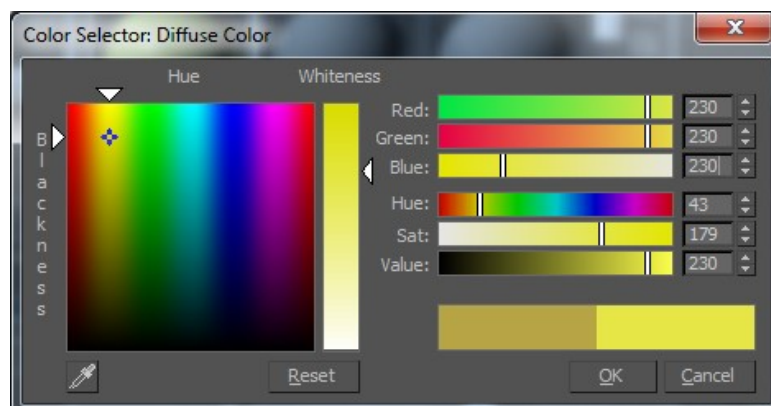 Color Selector: Diffuse Color
x
Hue Whiteness
Blackness
Red: 230
Green: 230
Blue: 230
Hue: 43
Sat: 179
Value: 230
Reset OK Cancel